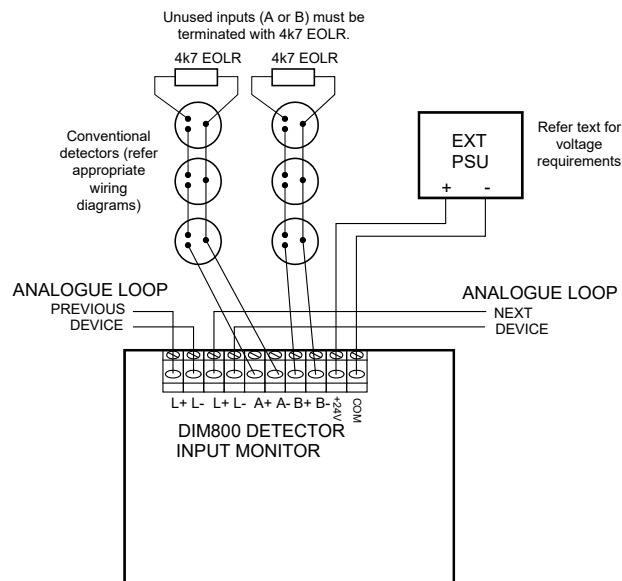 Unused inputs (A or B) must be
terminated with 4k7 EOLR.
4k7 EOLR
4k7 EOLR
Conventional
detectors (refer
appropriate
wiring
diagrams)
EXT
PSU
+ -
Refer text for
voltage
requirements
ANALOGUE LOOP
PREVIOUS
DEVICE
ANALOGUE LOOP
NEXT
DEVICE
L+ L- L+ L- A+ A- B+ B- +24V COM
DIM800 DETECTOR
INPUT MONITOR